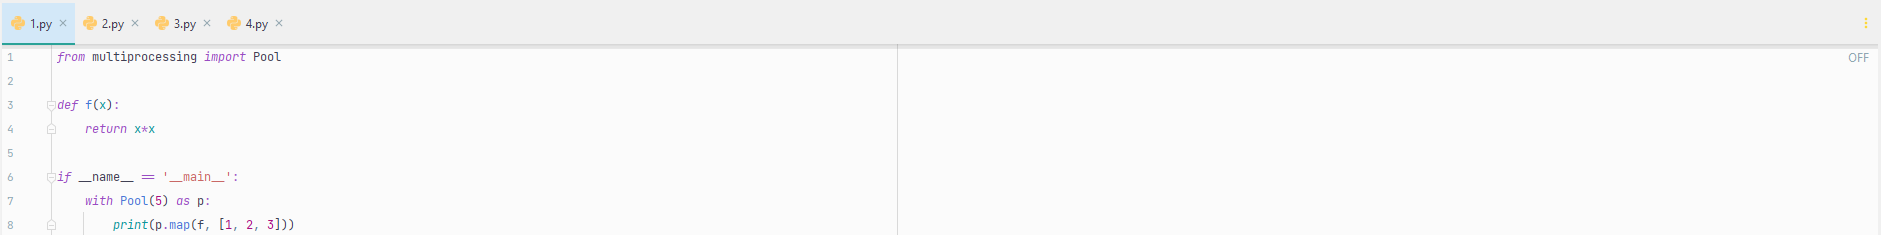 1.py 2.py 3.py 4.py
OFF
1 from multiprocessing import Pool
2
3 def f(x):
4     return x*x
5
6 if __name__ == '__main__':
7     with Pool(5) as p:
8         print(p.map(f, [1, 2, 3]))